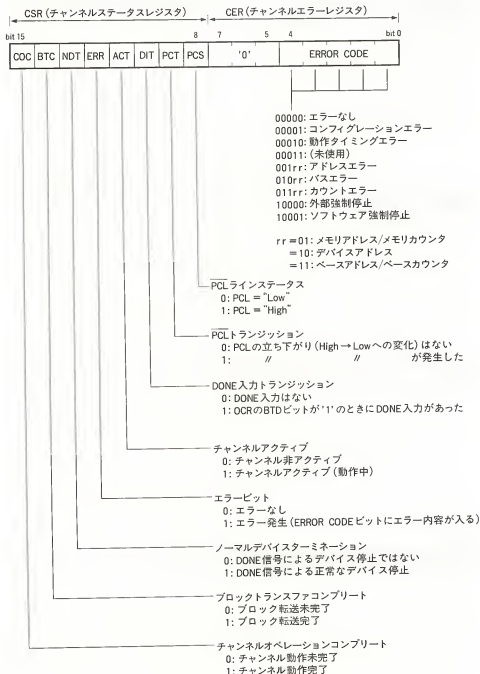 CSR (チャンネルステータスレジスタ)
CER (チャンネルエラーレジスタ)
bit 15 8 7 5 4 bit 0
COC BTC NDT ERR ACT DIT PCT PCS '0' ERROR CODE
00000: エラーなし
00001: コンフィグレーションエラー
00010: 動作タイミングエラー
00011: (未使用)
001rr: アドレスエラー
010rr: バスエラー
011rr: カウントエラー
10000: 外部強制停止
10001: ソフトウェア強制停止
rr =01: メモリアドレス/メモリカウンタ
=10: デバイスアドレス
=11: ベースアドレス/ベースカウンタ
PCLラインステータス
0: PCL = "Low"
1: PCL = "High"
PCLトランジッション
0: PCLの立ち下がり (High→Lowへの変化) はない
1: 〃 〃 が発生した
DONE入力トランジッション
0: DONE入力はない
1: OCRのBTDビットが'1'のときにDONE入力があった
チャンネルアクティブ
0: チャンネル非アクティブ
1: チャンネルアクティブ (動作中)
エラービット
0: エラーなし
1: エラー発生 (ERROR CODEビットにエラー内容が入る)
ノーマルデバイスターミネーション
0: DONE信号によるデバイス停止ではない
1: DONE信号による正常なデバイス停止
ブロックトランスファコンプリート
0: ブロック転送未完了
1: ブロック転送完了
チャンネルオペレーションコンプリート
0: チャンネル動作未完了
1: チャンネル動作完了